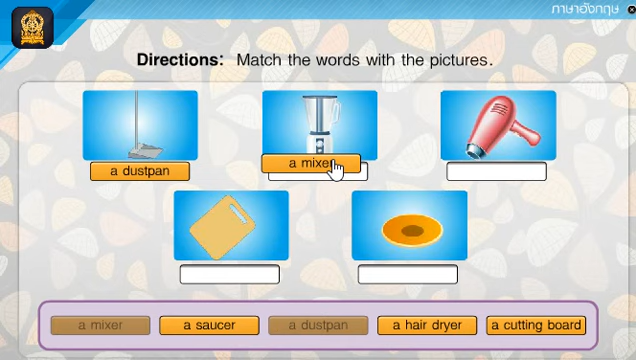 ภาษาอังกฤษ
Directions: Match the words with the pictures.
a dustpan
a mixer
a mixer
a saucer
a dustpan
a hair dryer
a cutting board